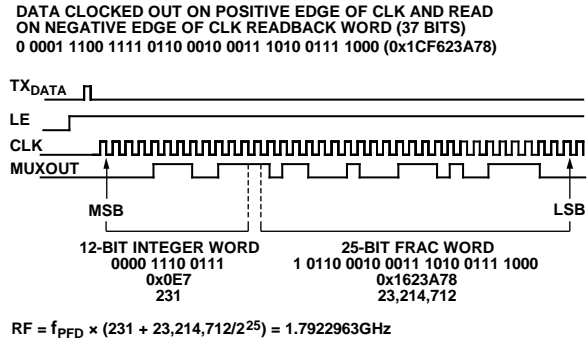 DATA CLOCKED OUT ON POSITIVE EDGE OF CLK AND READ
ON NEGATIVE EDGE OF CLK READBACK WORD (37 BITS)
0 0001 1100 1111 0110 0010 0011 1010 0111 1000 (0x1CF623A78)
TXDATA
LE
CLK
MUXOUT
MSB
LSB
12-BIT INTEGER WORD
0000 1110 0111
0x0E7
231
25-BIT FRAC WORD
1 0110 0010 0011 1010 0111 1000
0x1623A78
23,214,712
RF = fPFD × (231 + 23,214,712/2^25) = 1.7922963GHz